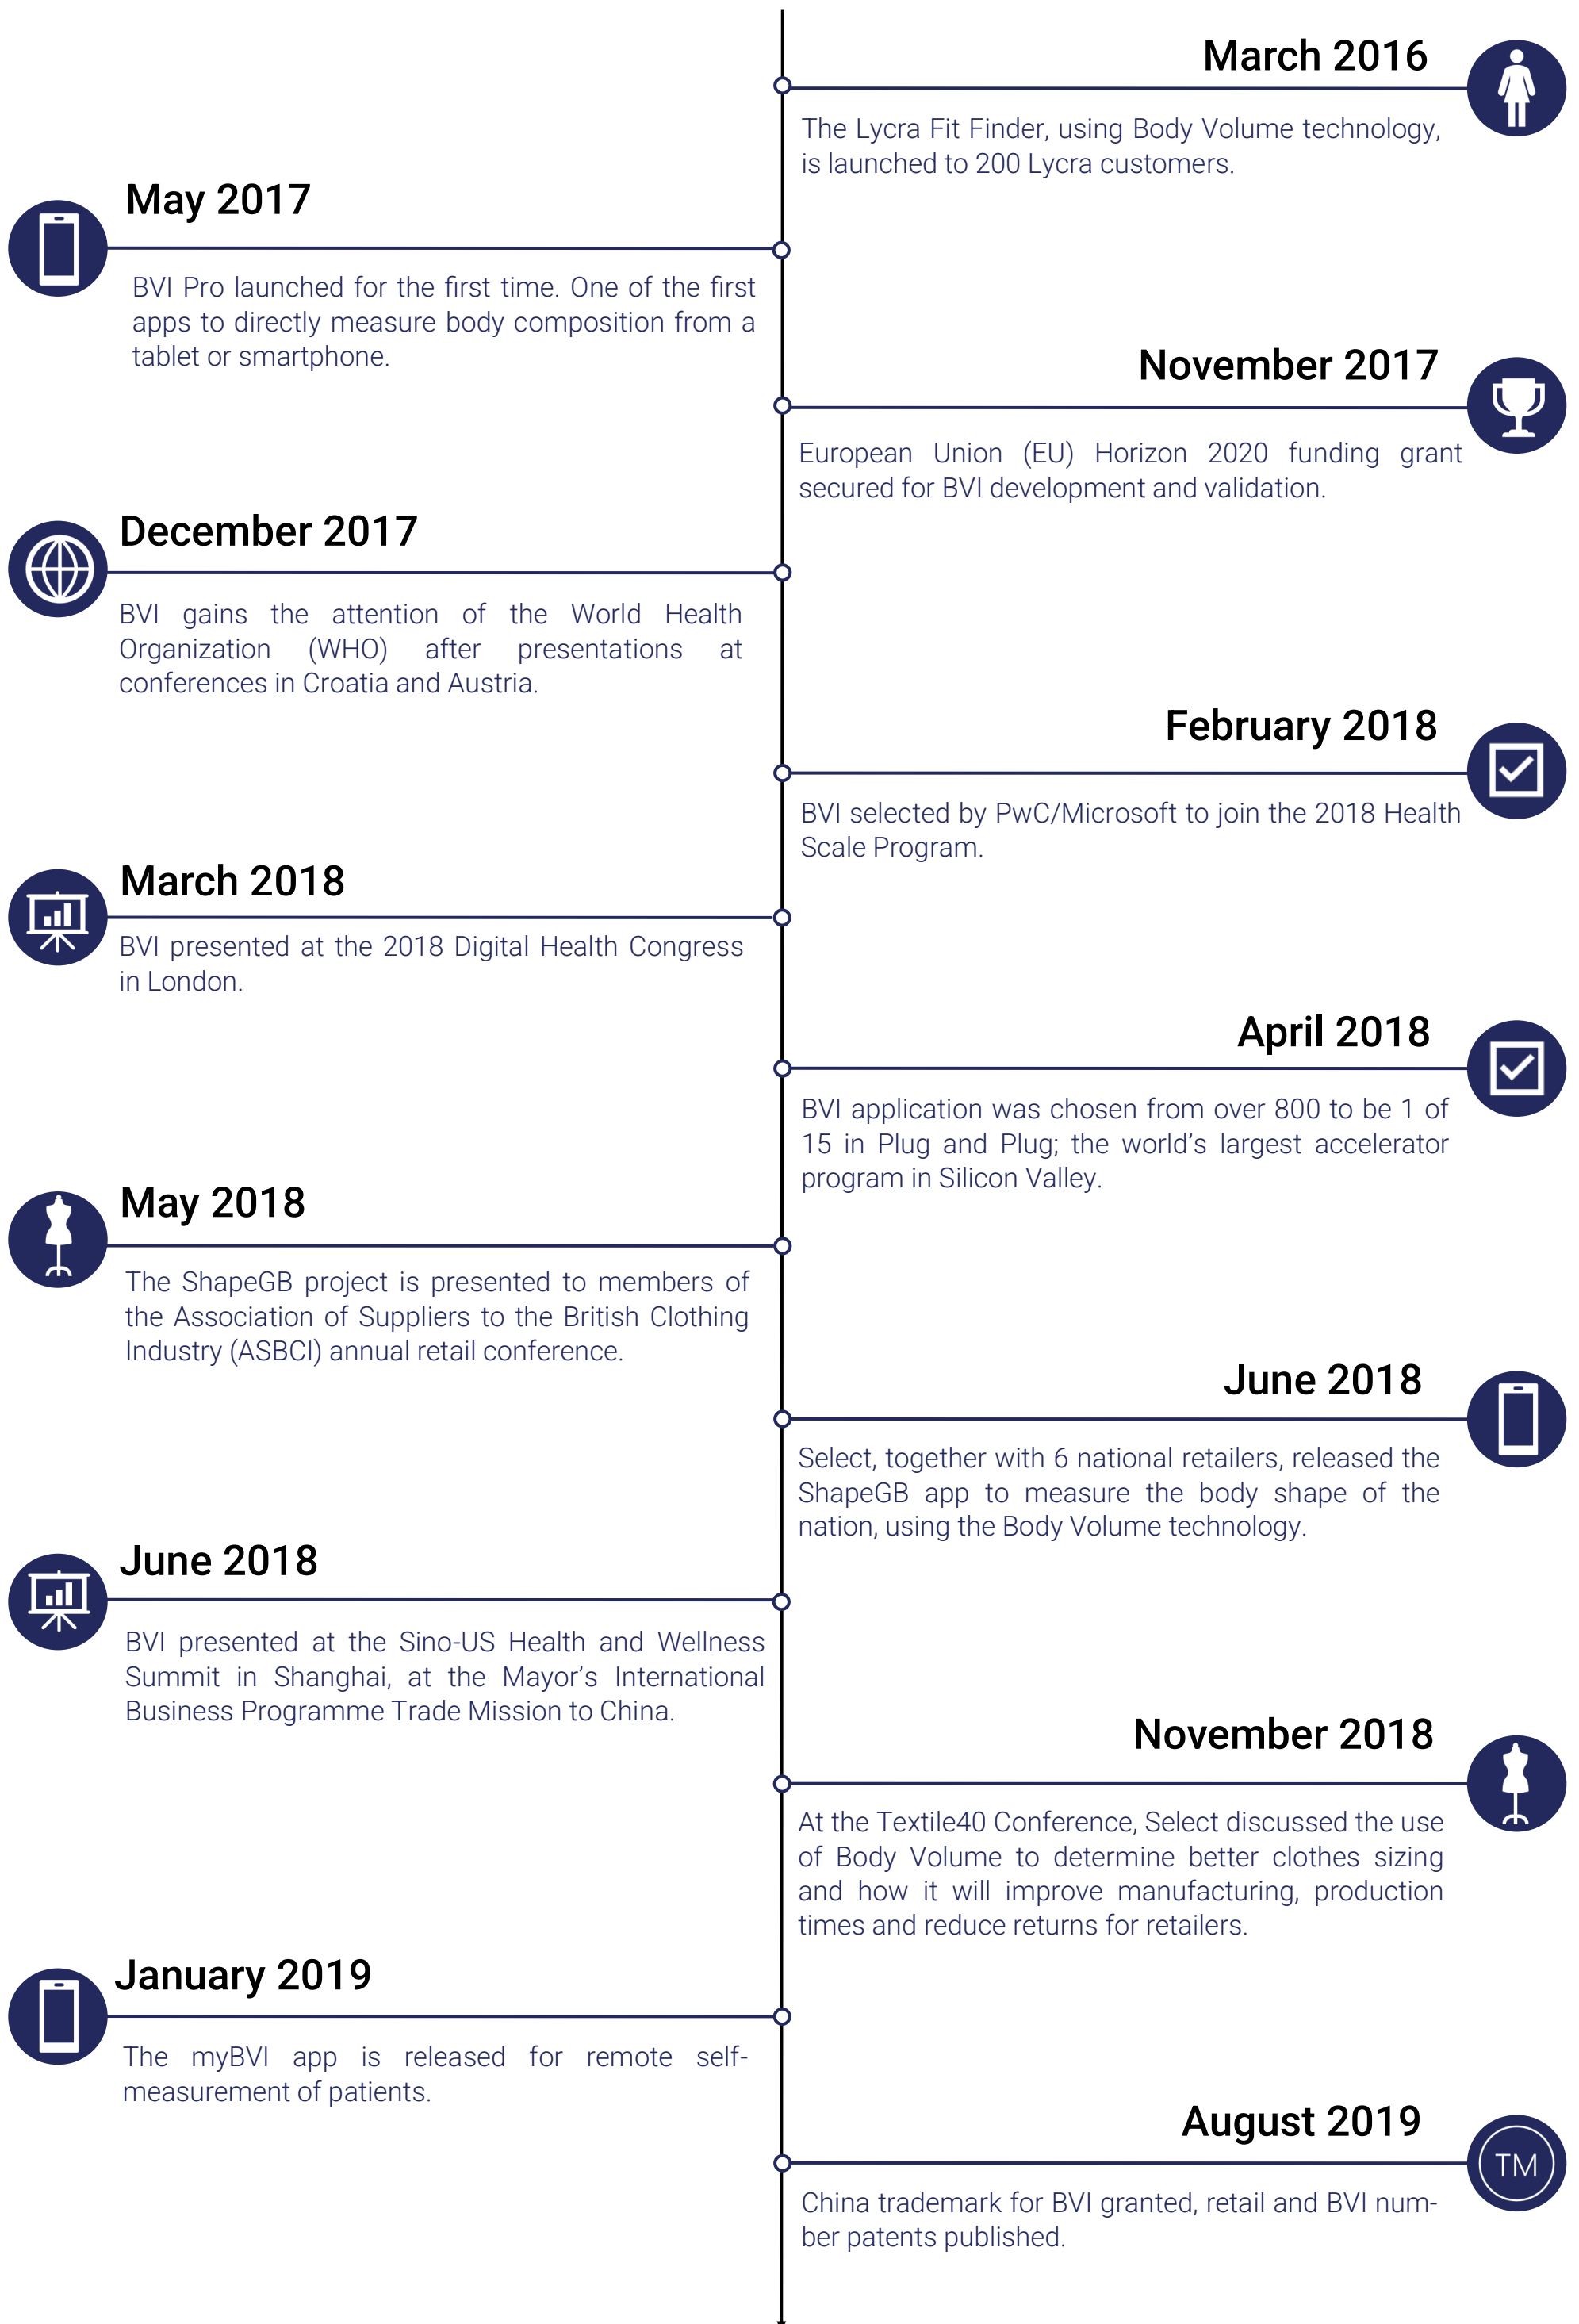 March 2016
The Lycra Fit Finder, using Body Volume technology,
is launched to 200 Lycra customers.
May 2017
BVI Pro launched for the first time. One of the first
apps to directly measure body composition from a
tablet or smartphone.
November 2017
European Union (EU) Horizon 2020 funding grant
secured for BVI development and validation.
December 2017
BVI gains the attention of the World Health
Organization (WHO) after presentations at
conferences in Croatia and Austria.
February 2018
BVI selected by PwC/Microsoft to join the 2018 Health
Scale Program.
March 2018
BVI presented at the 2018 Digital Health Congress
in London.
April 2018
BVI application was chosen from over 800 to be 1 of
15 in Plug and Plug; the world’s largest accelerator
program in Silicon Valley.
May 2018
The ShapeGB project is presented to members of
the Association of Suppliers to the British Clothing
Industry (ASBCI) annual retail conference.
June 2018
Select, together with 6 national retailers, released the
ShapeGB app to measure the body shape of the
nation, using the Body Volume technology.
June 2018
BVI presented at the Sino-US Health and Wellness
Summit in Shanghai, at the Mayor’s International
Business Programme Trade Mission to China.
November 2018
At the Textile40 Conference, Select discussed the use
of Body Volume to determine better clothes sizing
and how it will improve manufacturing, production
times and reduce returns for retailers.
January 2019
The myBVI app is released for remote self-
measurement of patients.
August 2019
TM
China trademark for BVI granted, retail and BVI num-
ber patents published.